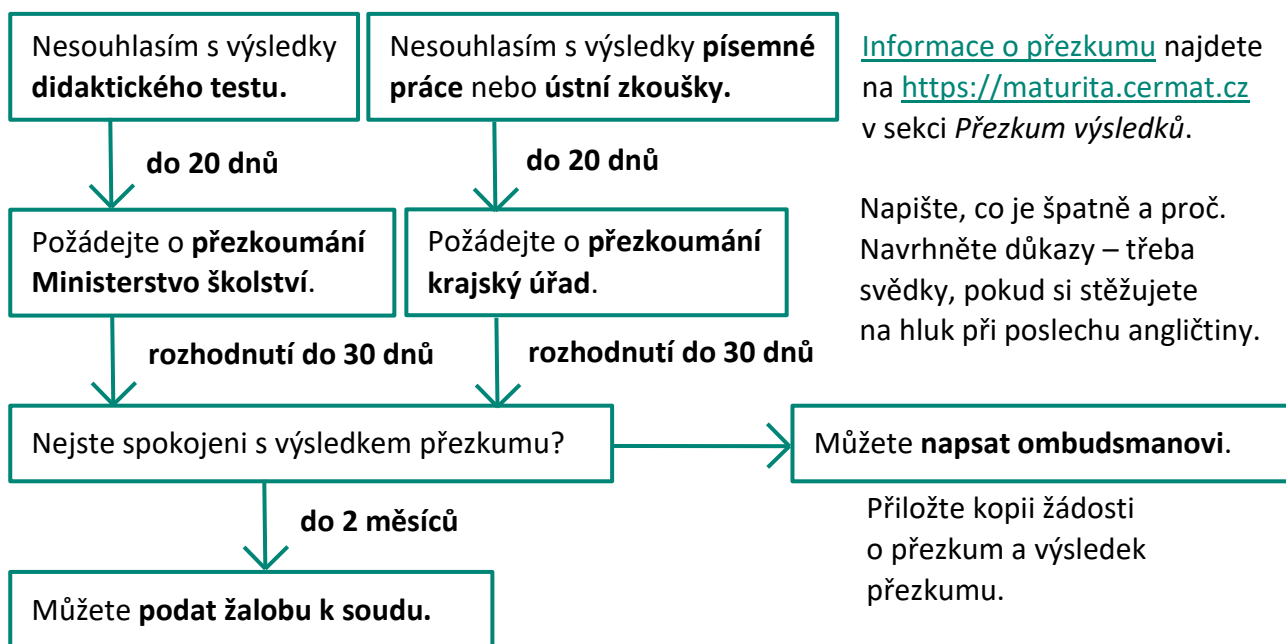 Nesouhlasím s výsledky
didaktického testu.
Nesouhlasím s výsledky písemné
práce nebo ústní zkoušky.
Informace o přezkumu najdete
na https://maturita.cermat.cz
v sekci Přezkum výsledků.
do 20 dnů
do 20 dnů
Požádejte o přezkoumání
Ministerstvo školství.
Požádejte o přezkoumání
krajský úřad.
Napište, co je špatně a proč.
Navrhněte důkazy – třeba
svědky, pokud si stěžujete
na hluk při poslechu angličtiny.
rozhodnutí do 30 dnů
rozhodnutí do 30 dnů
Nejste spokojeni s výsledkem přezkumu?
Můžete napsat ombudsmanovi.
Přiložte kopii žádosti
o přezkum a výsledek
přezkumu.
do 2 měsíců
Můžete podat žalobu k soudu.